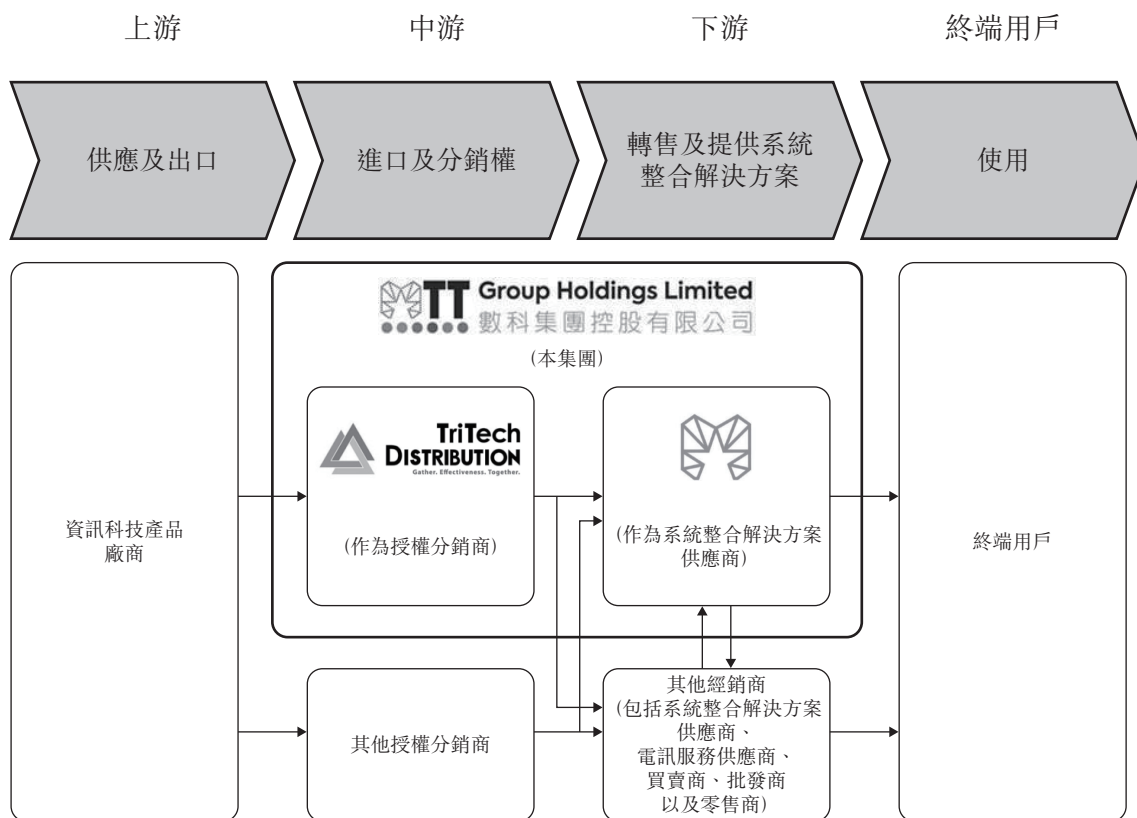 上游
中游
下游
終端用戶
供應及出口
進口及分銷權
轉售及提供系統
整合解決方案
使用
TT Group Holdings Limited
數科集團控股有限公司
(本集團)
TriTech
DISTRIBUTION
Gather. Effectiveness. Together.
(作為授權分銷商)
(作為系統整合解決方案
供應商)
資訊科技產品
廠商
終端用戶
其他授權分銷商
其他經銷商
(包括系統整合解決方案
供應商、
電訊服務供應商、
買賣商、批發商
以及零售商)